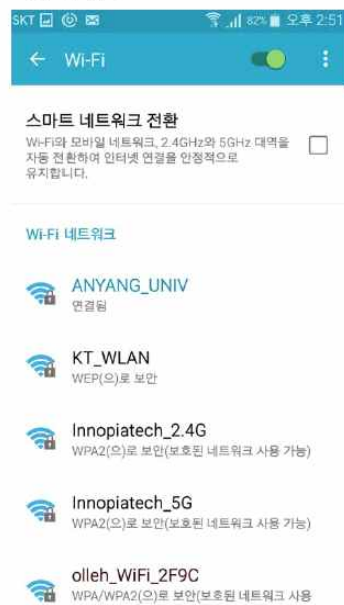 SKT 82% 오후 2:51
Wi-Fi
스마트 네트워크 전환
Wi-Fi와 모바일 네트워크, 2.4GHz와 5GHz 대역을
자동 전환하여 인터넷 연결을 안정적으로
유지합니다.
Wi-Fi 네트워크
ANYANG_UNIV
연결됨
KT_WLAN
WEP(으)로 보안
Innopiatech_2.4G
WPA2(으)로 보안(보호된 네트워크 사용 가능)
Innopiatech_5G
WPA2(으)로 보안(보호된 네트워크 사용 가능)
olleh_WiFi_2F9C
WPA/WPA2(으)로 보안(보호된 네트워크 사용